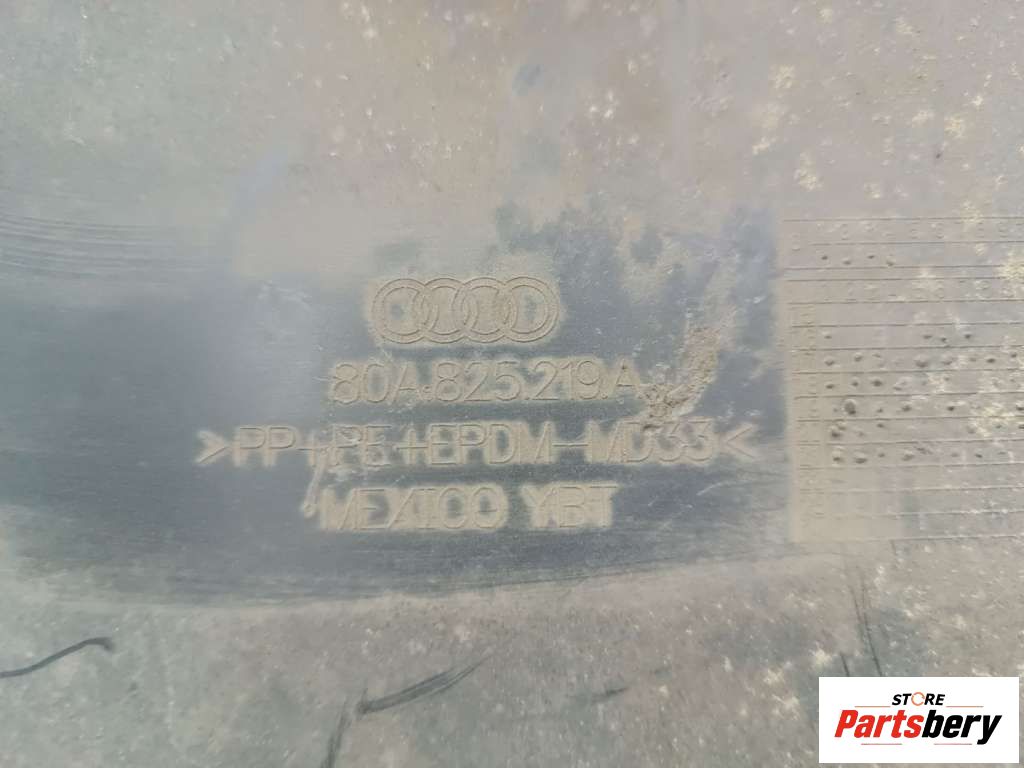 80A.825.219.A
>PP+PE+EPDM-MD33<
MEXICO YBT
STORE
Partsbery